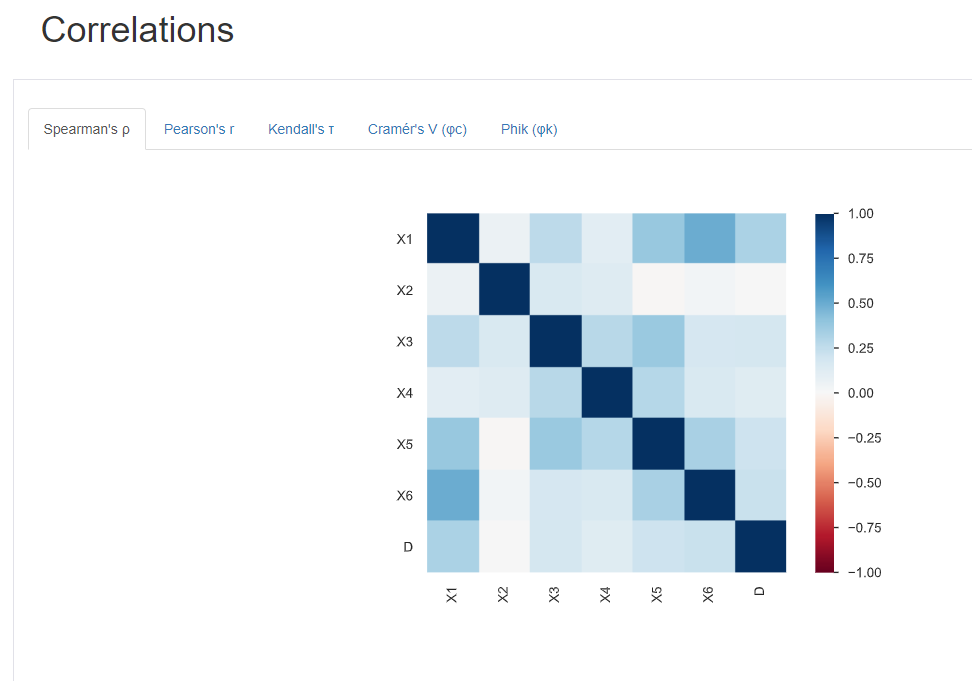 Correlations
Spearman's ρ Pearson's r Kendall's τ Cramér's V (φc) Phik (φk)
X1
X2
X3
X4
X5
X6
D
X1 X2 X3 X4 X5 X6 D
1.00
0.75
0.50
0.25
0.00
−0.25
−0.50
−0.75
−1.00